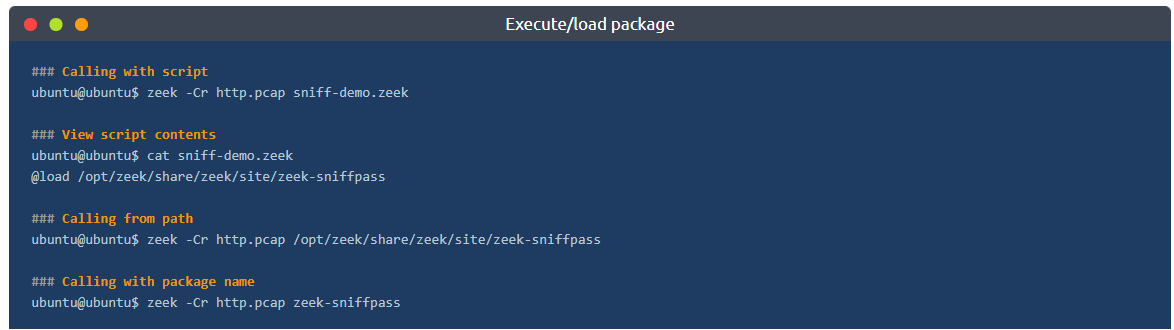 Execute/load package
### Calling with script
ubuntu@ubuntu$ zeek -Cr http.pcap sniff-demo.zeek
### View script contents
ubuntu@ubuntu$ cat sniff-demo.zeek
@load /opt/zeek/share/zeek/site/zeek-sniffpass
### Calling from path
ubuntu@ubuntu$ zeek -Cr http.pcap /opt/zeek/share/zeek/site/zeek-sniffpass
### Calling with package name
ubuntu@ubuntu$ zeek -Cr http.pcap zeek-sniffpass